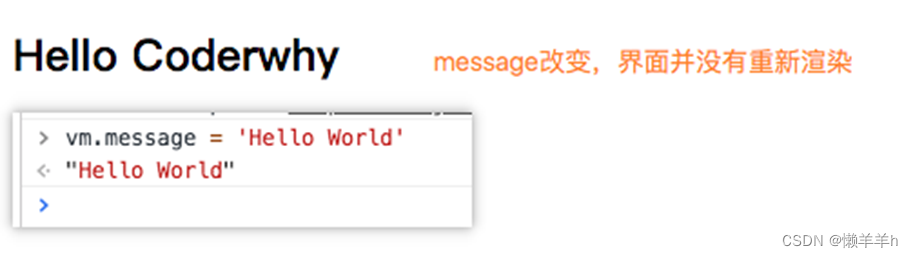 Hello Coderwhy
message改变，界面并没有重新渲染
> vm.message = 'Hello World'
<· "Hello World"
>
CSDN @懒羊羊h